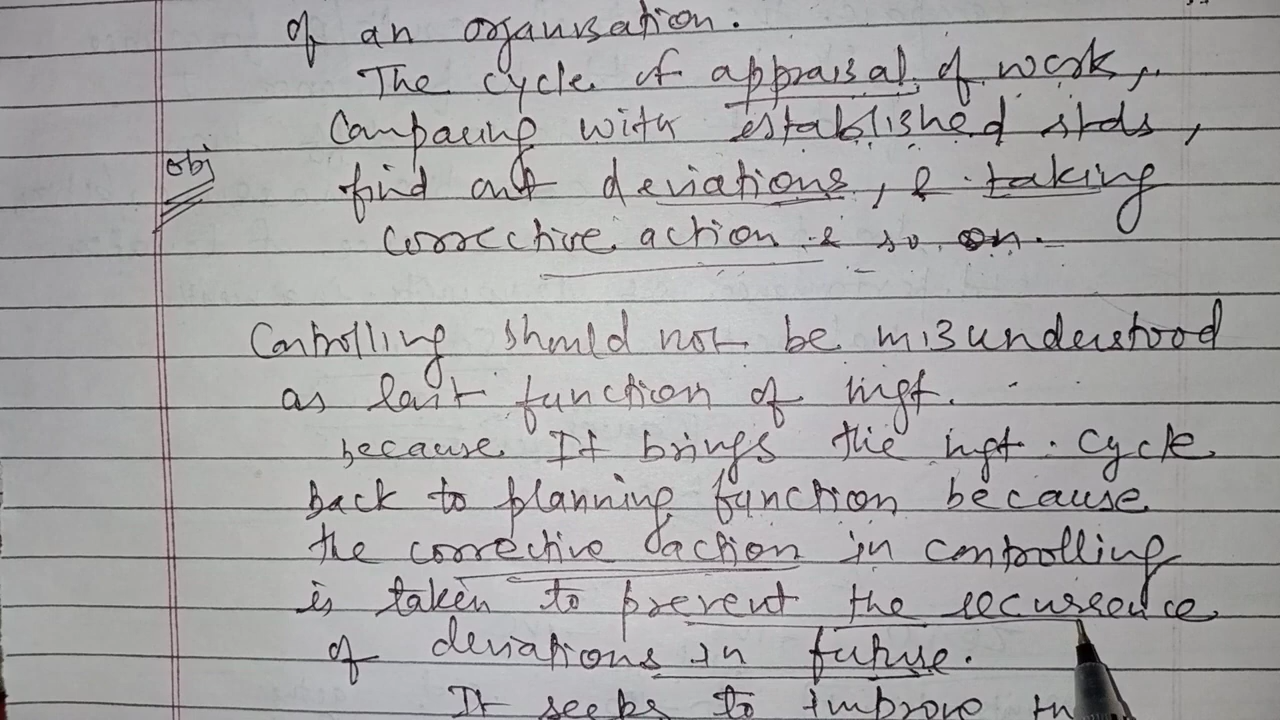 of an organisation.
The cycle of appraisal of work,
Comparing with established stds,
obj
find out deviations, & taking
corrective action & so on.
Controlling should not be misunderstood
as last function of mgt.
because It brings the mgt. cycle
back to planning function because
the corrective action in controlling
is taken to prevent the recurrence
of deviations in future.
It seeks to improve